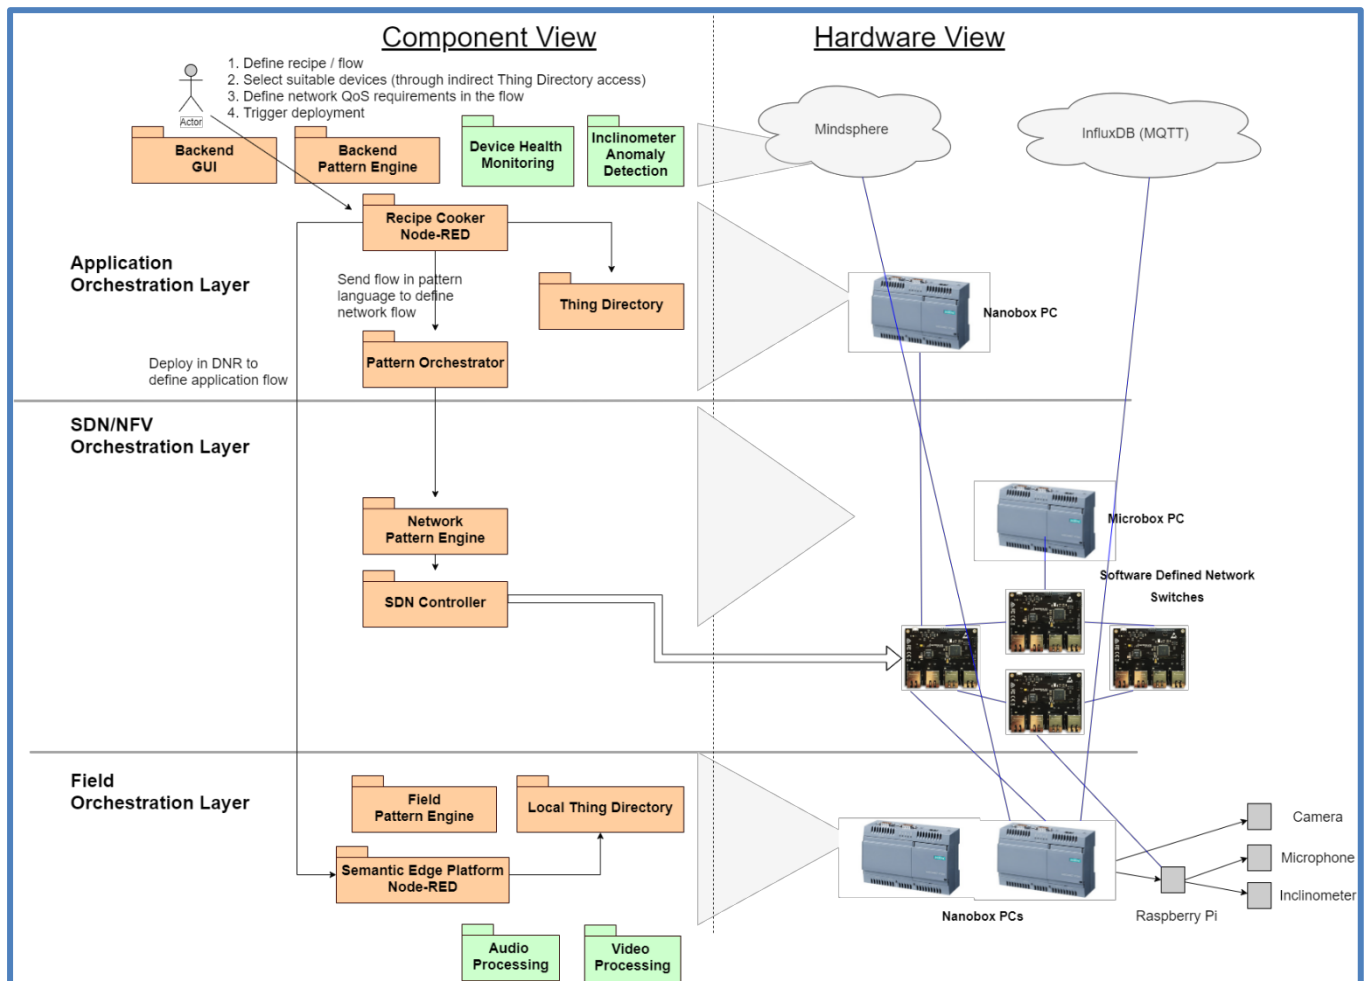 Component View
Hardware View
1. Define recipe / flow
2. Select suitable devices (through indirect Thing Directory access)
3. Define network QoS requirements in the flow
4. Trigger deployment
Actor
Backend
GUI
Backend
Pattern Engine
Device Health
Monitoring
Inclinometer
Anomaly
Detection
Mindsphere
InfluxDB (MQTT)
Recipe Cooker
Node-RED
Application
Orchestration Layer
Send flow in pattern
language to define
network flow
Thing Directory
Nanobox PC
Pattern Orchestrator
Deploy in DNR to
define application flow
SDN/NFV
Orchestration Layer
Network
Pattern Engine
SDN Controller
Microbox PC
Software Defined Network
Switches
Field
Orchestration Layer
Field
Pattern Engine
Local Thing Directory
Semantic Edge Platform
Node-RED
Audio
Processing
Video
Processing
Nanobox PCs
Raspberry Pi
Camera
Microphone
Inclinometer